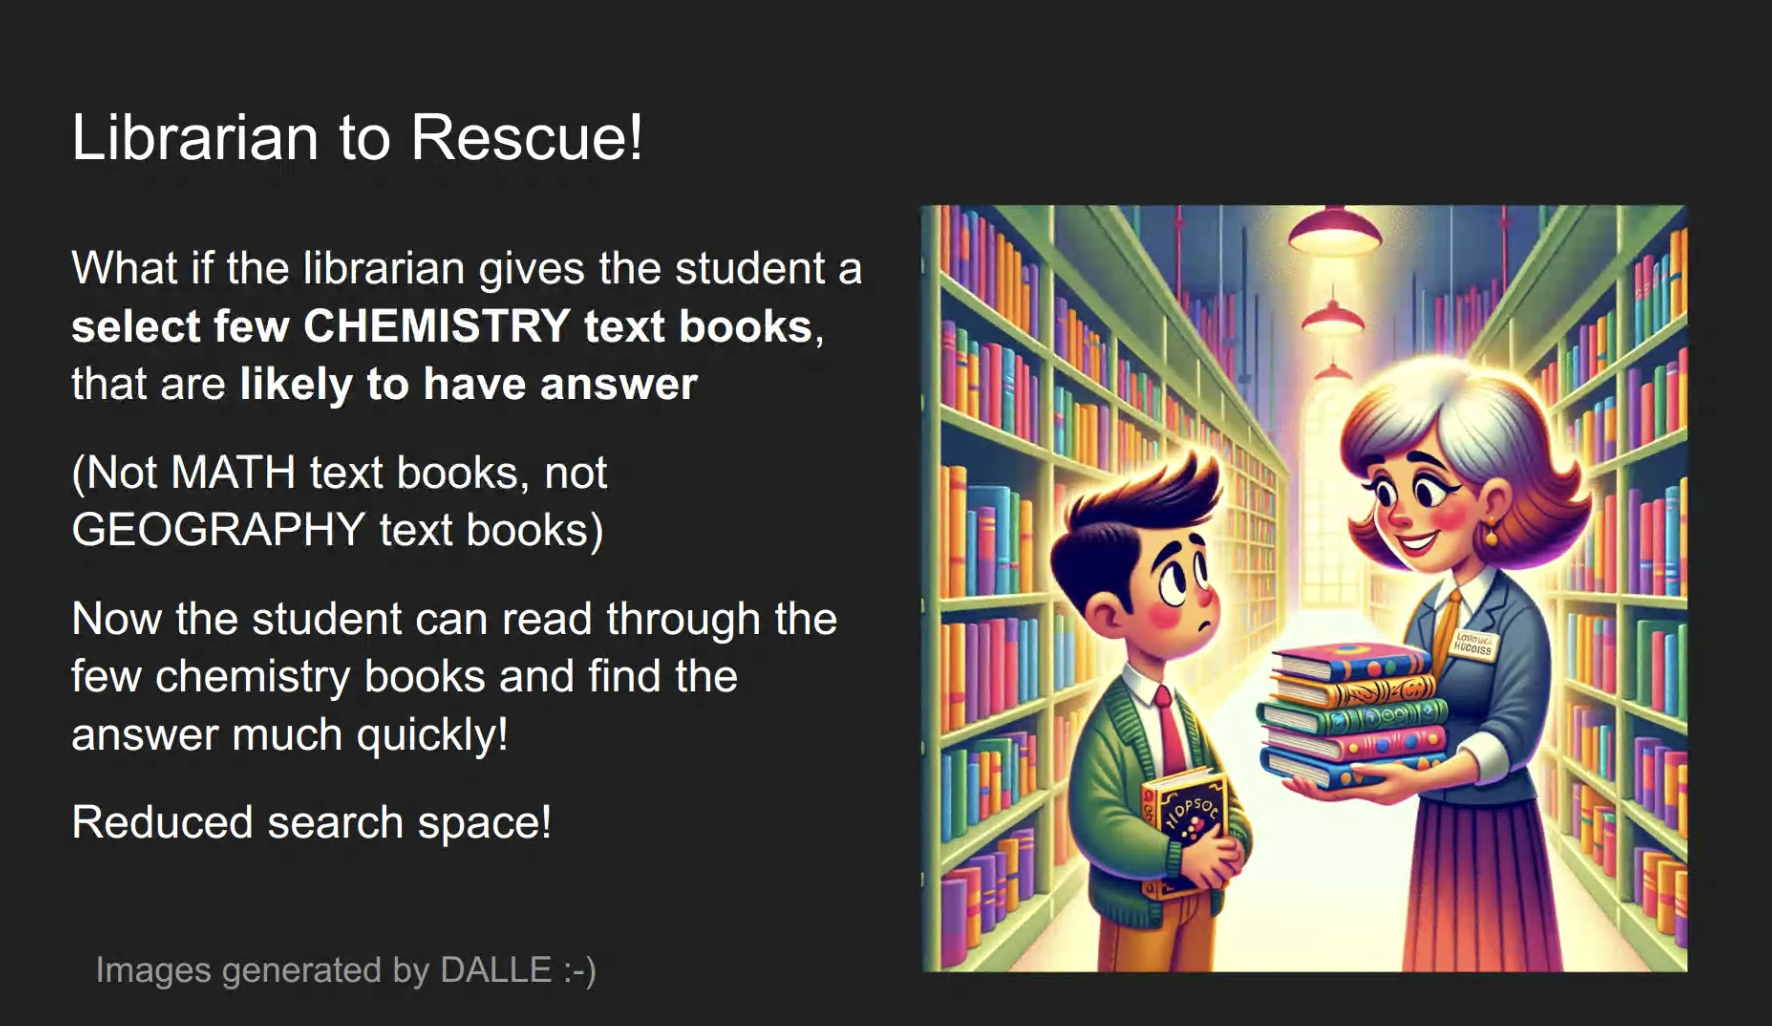 Librarian to Rescue!
What if the librarian gives the student a
select few CHEMISTRY text books,
that are likely to have answer
(Not MATH text books, not
GEOGRAPHY text books)
Now the student can read through the
few chemistry books and find the
answer much quickly!
Reduced search space!
Images generated by DALLE :-)